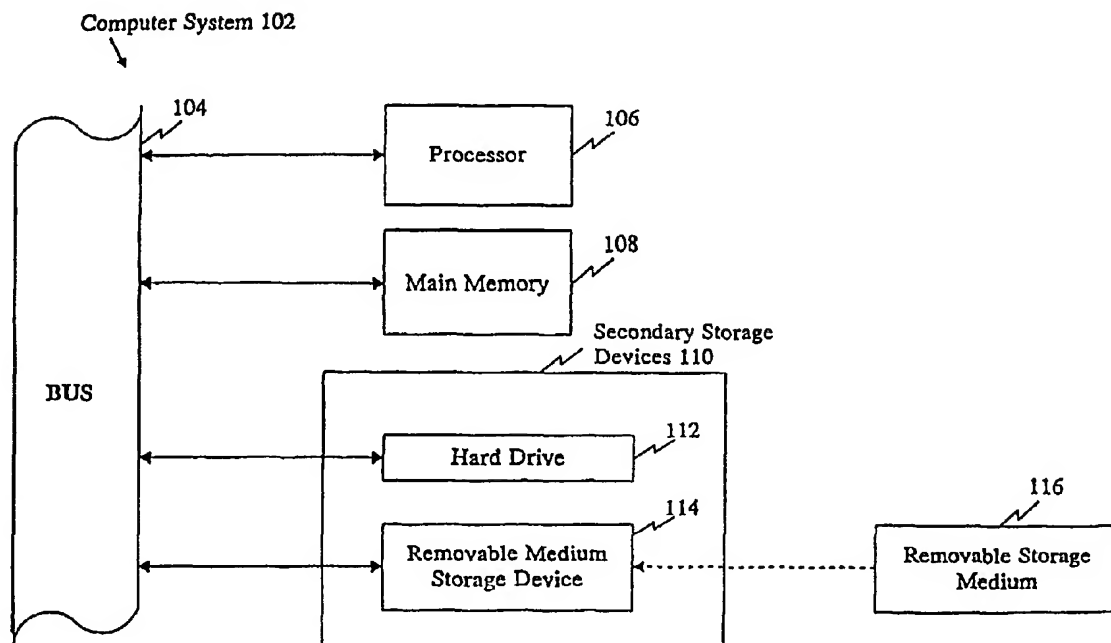 Computer System 102
104
106
Processor
108
Main Memory
Secondary Storage
Devices 110
BUS
112
Hard Drive
114
116
Removable Medium
Storage Device
Removable Storage
Medium